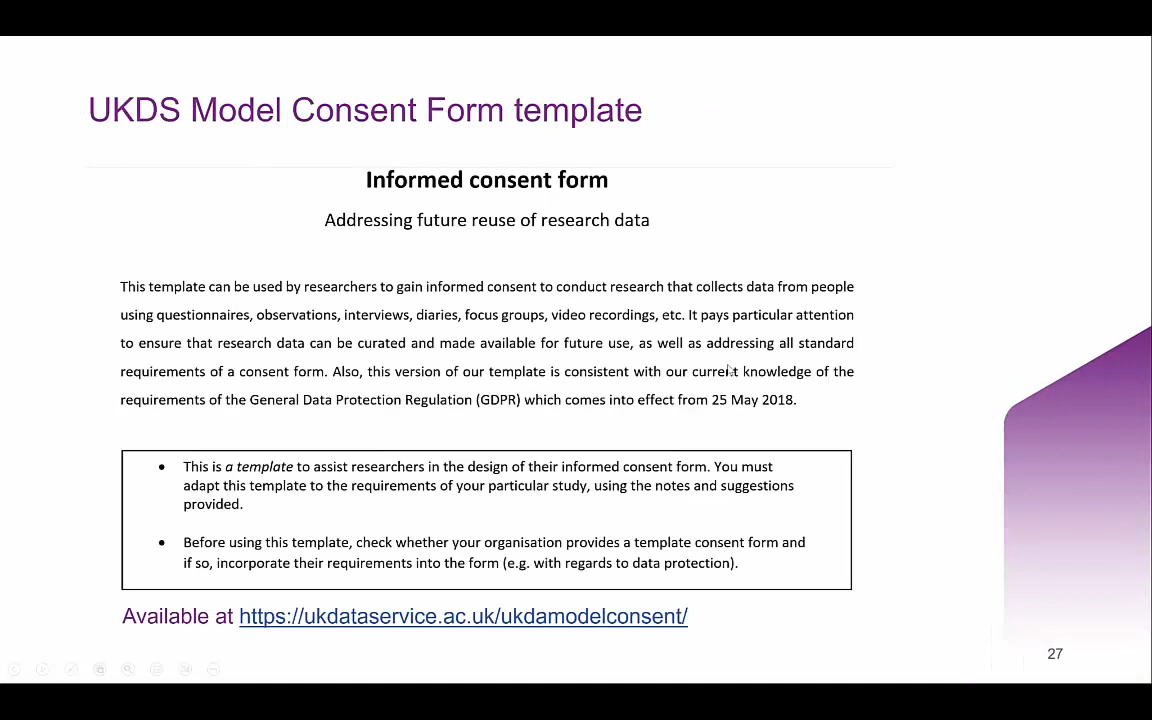 UKDS Model Consent Form template
Informed consent form
Addressing future reuse of research data
This template can be used by researchers to gain informed consent to conduct research that collects data from people
using questionnaires, observations, interviews, diaries, focus groups, video recordings, etc. It pays particular attention
to ensure that research data can be curated and made available for future use, as well as addressing all standard
requirements of a consent form. Also, this version of our template is consistent with our current knowledge of the
requirements of the General Data Protection Regulation (GDPR) which comes into effect from 25 May 2018.
• This is a template to assist researchers in the design of their informed consent form. You must
adapt this template to the requirements of your particular study, using the notes and suggestions
provided.
• Before using this template, check whether your organisation provides a template consent form and
if so, incorporate their requirements into the form (e.g. with regards to data protection).
Available at https://ukdataservice.ac.uk/ukdamodelconsent/
27